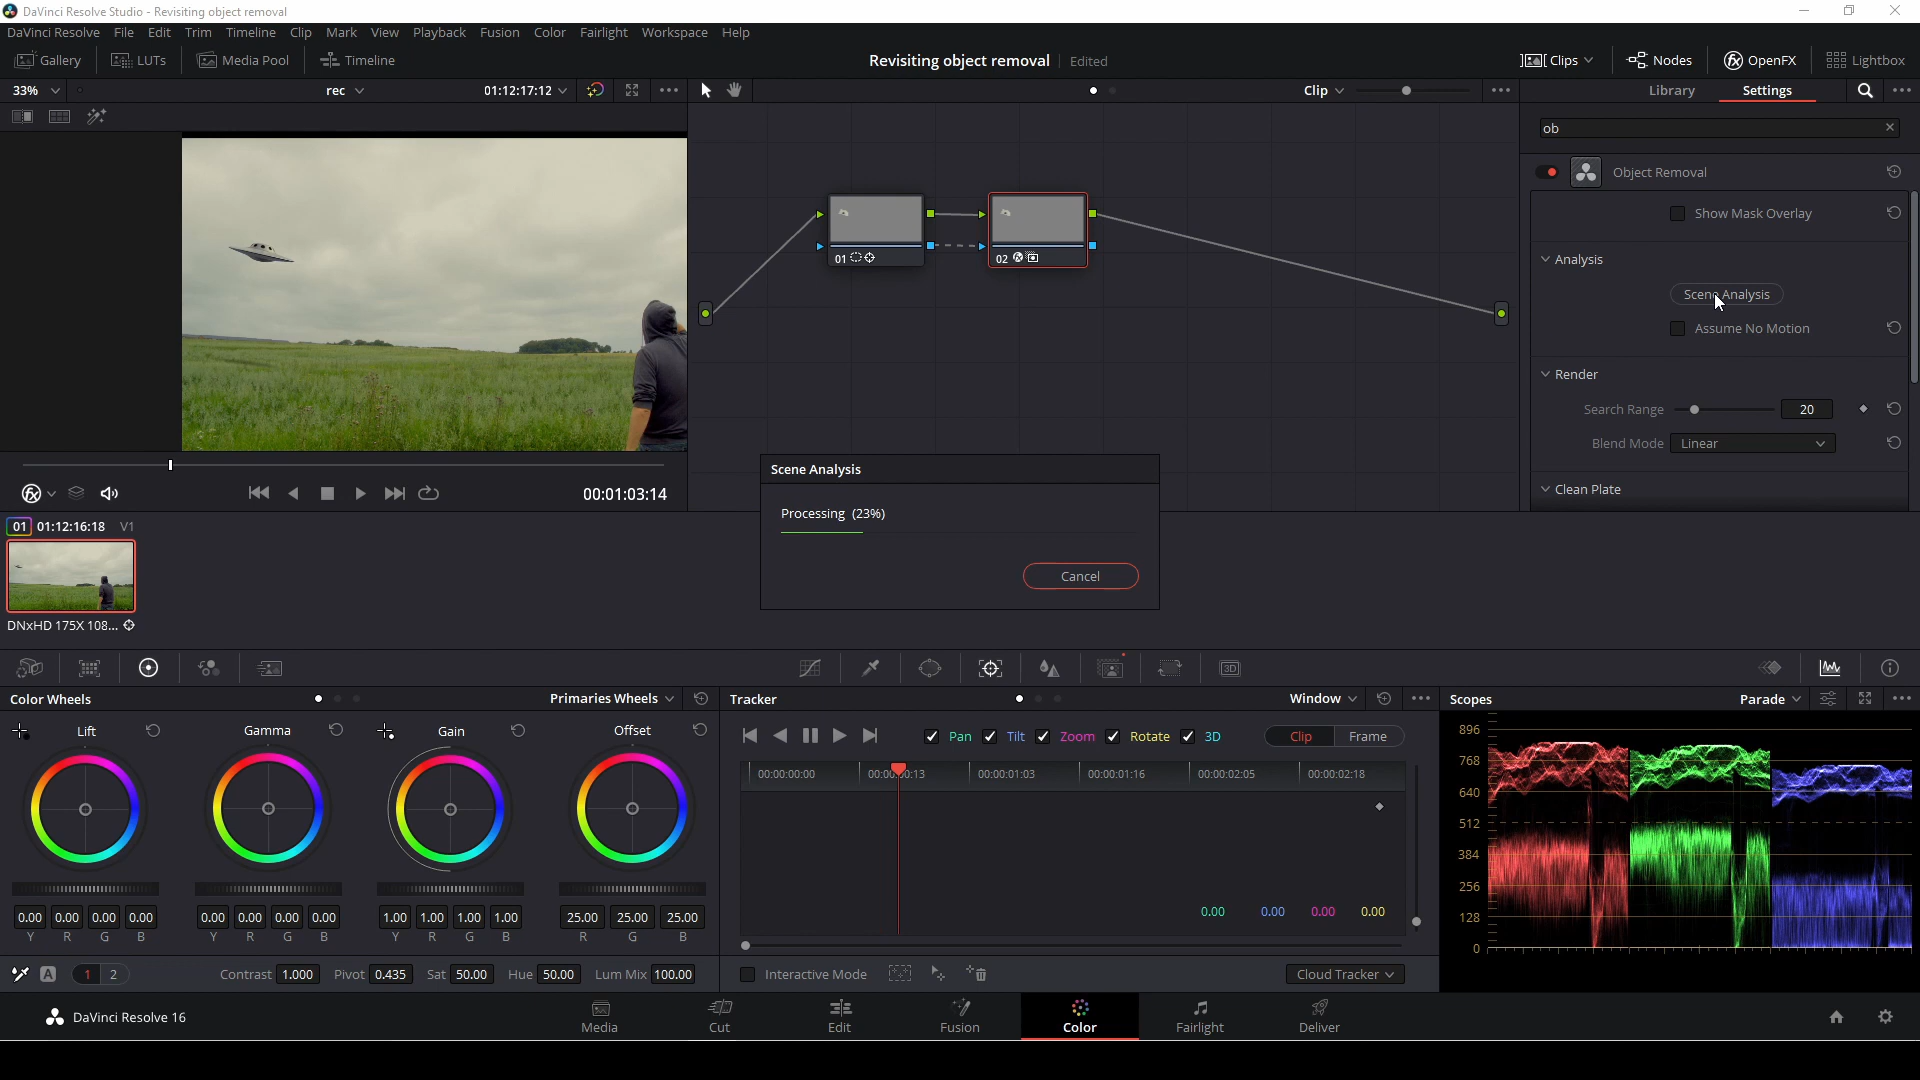 DaVinci Resolve Studio - Revisiting object removal
DaVinci Resolve File Edit Trim Timeline Clip Mark View Playback Fusion Color Fairlight Workspace Help
Gallery LUTs Media Pool Timeline Revisiting object removal Edited Clips Nodes OpenFX Lightbox
33% rec 01:12:17:12 Clip Library Settings
ob
Object Removal
Show Mask Overlay
Analysis
01 02
Scene Analysis
Assume No Motion
Render
Search Range 20
Blend Mode Linear
Clean Plate
00:01:03:14
Scene Analysis
Processing (23%)
Cancel
01 01:12:16:18 V1
DNxHD 175X 108...
3D
Color Wheels Primaries Wheels Tracker Window Scopes Parade
Lift Gamma Gain Offset
Pan Tilt Zoom Rotate 3D Clip Frame
00:00:00:00 00:00:00:13 00:00:01:03 00:00:01:16 00:00:02:05 00:00:02:18
896
768
640
512
384
256
128
0
0.00 0.00 0.00 0.00
0.00 0.00 0.00 0.00 0.00 0.00 0.00 0.00 1.00 1.00 1.00 1.00 25.00 25.00 25.00
Y R G B Y R G B Y R G B R G B
A 1 2 Contrast 1.000 Pivot 0.435 Sat 50.00 Hue 50.00 Lum Mix 100.00
Interactive Mode Cloud Tracker
DaVinci Resolve 16
Media Cut Edit Fusion Color Fairlight Deliver